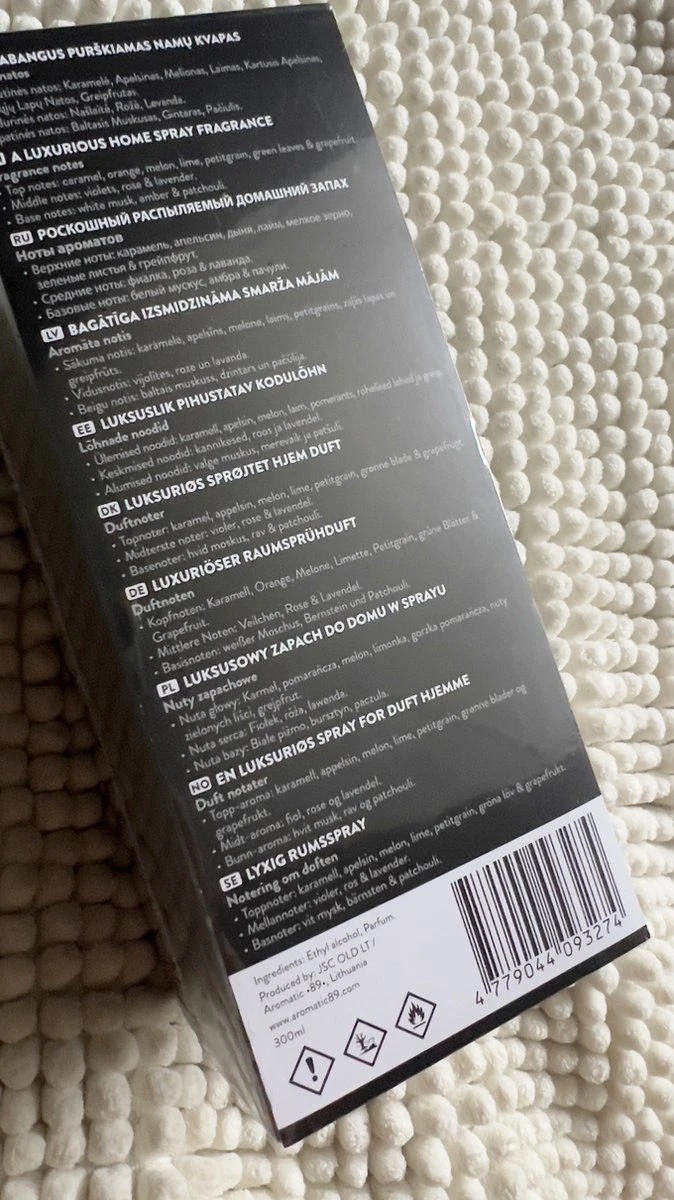 ABANGUS PURŠKIAMAS NAMŲ KVAPAS
natos
utinės natos: Karamelė, Apelsinas, Melionas, Laimas, Kartusis Apelsinas,
Lapų Natos, Greipfrutas.
durinės natos: Našlaitė, Rožė, Levanda.
natos: Baltasis Muskusas, Gintaras, Pačiulis.
A LUXURIOUS HOME SPRAY FRAGRANCE
ragrance notes
Top notes: caramel, orange, melon, lime, petitgrain, green leaves & grapefruit.
• Middle notes: violets, rose & lavender.
• Base notes: white musk, amber & patchouli.
RU РОСКОШНЫЙ РАСПЫЛЯЕМЫЙ ДОМАШНИЙ ЗАПАХ
Ноты ароматов
• Верхние ноты: карамель, апельсин, дыня, лайм, мелкое зерно,
зеленые листья & грейпфрут.
• Средние ноты: фиалка, роза & лаванда.
• Базовые ноты: белый мускус, амбра & пачули.
LV BAGĀTĪGA IZSMIDZINĀMA SMARŽA MĀJĀM
Aromāta notis
• Sākuma notis: karamele, apelsīns, melone, laims, petitgrains, zaļās lapas un
greipfrūts.
• Vidusnotis: vijolītes, roze un lavanda.
• Beigu notis: baltais muskuss, dzintars un pačūlija.
EE LUKSUSLIK PIHUSTATAV KODULÕHN
Lõhnade noodid
• Ülemised noodid: karamell, apelsin, melon, laim, pomerants, rohelised lehed ja greip.
• Keskmised noodid: kannikesed, roos ja lavendel.
• Alumised noodid: valge muskus, merevaik ja patšuli.
DK LUKSURIØS SPRØJTET HJEM DUFT
Duftnoter
• Topnoter: karamel, appelsin, melon, lime, petitgrain, grønne blade & grapefrugt.
• Midterste noter: violer, rose & lavendel.
• Basenoter: hvid moskus, rav & patchouli.
DE LUXURIÖSER RAUMSPRÜHDUFT
Duftnoten
• Kopfnoten: Karamell, Orange, Melone, Limette, Petitgrain, grüne Blätter &
Grapefruit.
• Mittlere Noten: Veilchen, Rose & Lavendel.
• Basisnoten: weißer Moschus, Bernstein und Patchouli.
PL LUKSUSOWY ZAPACH DO DOMU W SPRAYU
Nuty zapachowe
• Nuta głowy: Karmel, pomarańcza, melon, limonka, gorzka pomarańcza, nuty
zielonych liści, grejpfrut.
• Nuta serca: Fiołek, róża, lawenda.
• Nuta bazy: Białe piżmo, bursztyn, paczula.
NO EN LUKSURIØS SPRAY FOR DUFT HJEMME
Duft notater
• Topp-aroma: karamell, appelsin, melon, lime, petitgrain, grønne blader og
grapefrukt.
• Midt-aroma: fiol, rose og lavendel.
• Bunn-aroma: hvit musk, rav og patchouli.
SE LYXIG RUMSSPRAY
Notering om doften
• Toppnoter: karamell, apelsin, melon, lime, petitgrain, gröna löv & grapefrukt.
• Mellannoter: violer, ros & lavender.
• Basnoter: vit mysk, bärnsten & patchouli.
Ingredients: Ethyl alcohol, Parfum.
Produced by: JSC OLD LT /
Aromatic •89•, Lithuania
www.aromatic89.com
300ml
4 779044 093274